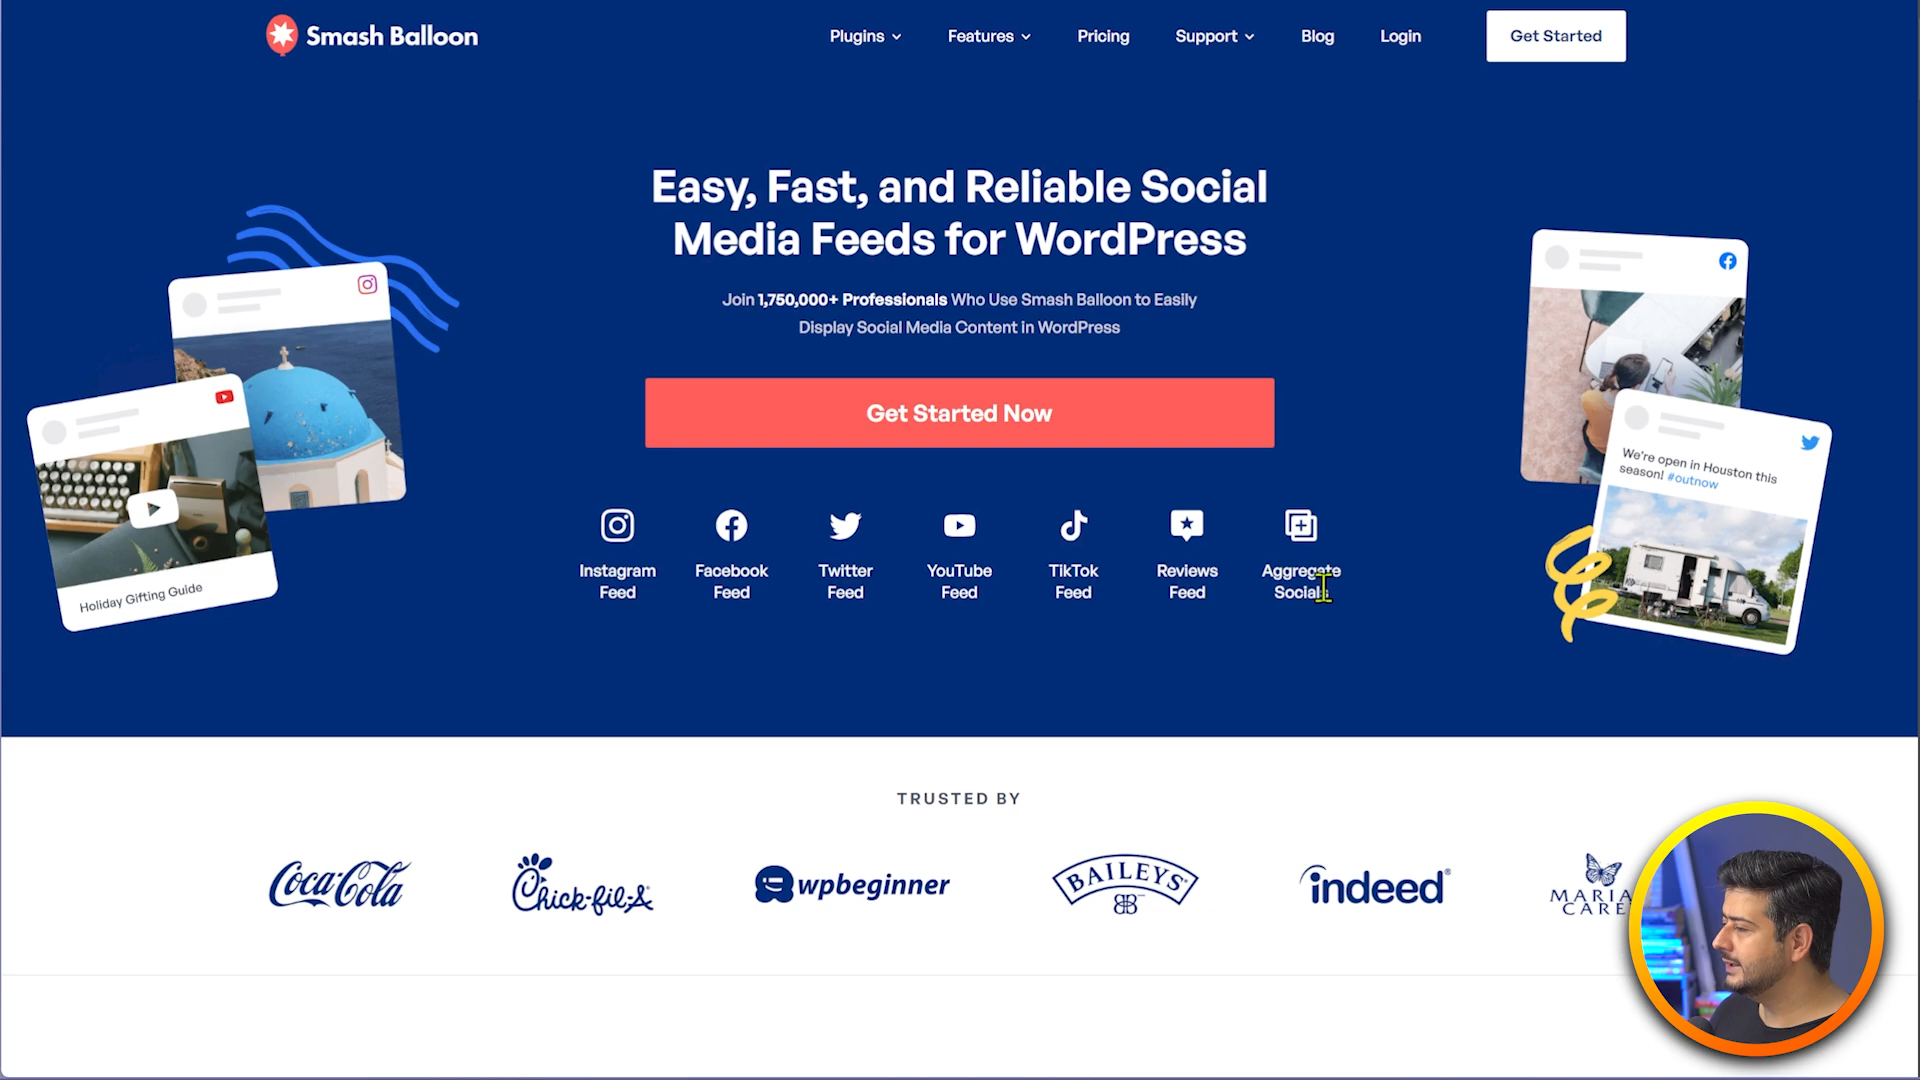 Smash Balloon
Plugins
Features
Pricing
Support
Blog
Login
Get Started
Easy, Fast, and Reliable Social
Media Feeds for WordPress
Join 1,750,000+ Professionals Who Use Smash Balloon to Easily
Display Social Media Content in WordPress
Get Started Now
Instagram
Feed
Facebook
Feed
Twitter
Feed
YouTube
Feed
TikTok
Feed
Reviews
Feed
Aggregate
Socials
Holiday Gifting Guide
We're open in Houston this
season! #outnow
TRUSTED BY
Coca-Cola
Chick-fil-A
wpbeginner
BAILEYS
indeed
MARIA
CARE